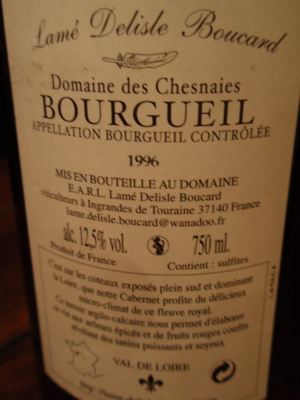 Lamé Delisle Boucard
Domaine des Chesnaies
BOURGUEIL
APPELLATION BOURGUEIL CONTRÔLÉE
1996
MIS EN BOUTEILLE AU DOMAINE
E.A.R.L. Lamé Delisle Boucard
viticulteurs à Ingrandes de Touraine 37140 France
lame.delisle.boucard@wanadoo.fr
alc. 12,5% vol. 750 ml.
Produit de France Contient : sulfites
C'est sur les coteaux exposés plein sud et dominant
la Loire, que notre Cabernet profite du délicieux
micro-climat de ce fleuve royal.
Ce terroir argilo-calcaire nous permet d'élaborer
ce vin aux arômes épicés et de fruits rouges confits
révélant des tanins puissants et soyeux
VAL DE LOIRE